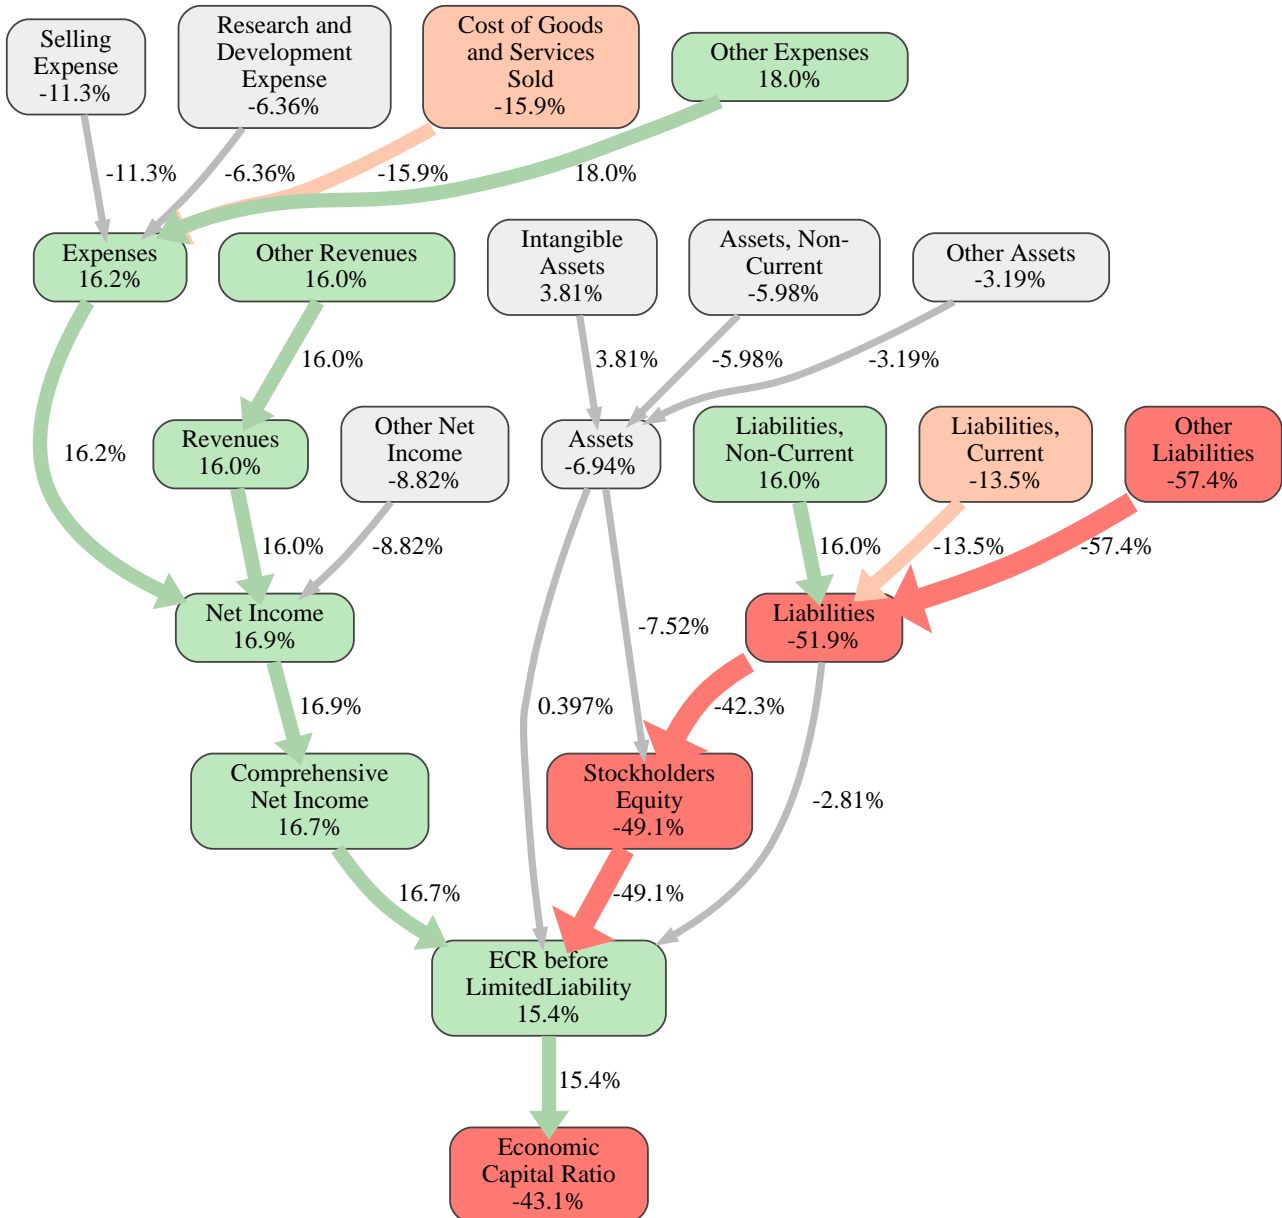 Selling
Expense
-11.3%
Research and
Development
Expense
-6.36%
Cost of Goods
and Services
Sold
-15.9%
Other Expenses
18.0%
-11.3%
-6.36%
-15.9%
18.0%
Expenses
16.2%
Other Revenues
16.0%
Intangible
Assets
3.81%
Assets, Non-
Current
-5.98%
Other Assets
-3.19%
16.0%
3.81%
-5.98%
-3.19%
16.2%
Revenues
16.0%
Other Net
Income
-8.82%
Assets
-6.94%
Liabilities,
Non-Current
16.0%
Liabilities,
Current
-13.5%
Other
Liabilities
-57.4%
16.0%
-8.82%
16.0%
-13.5%
-57.4%
Net Income
16.9%
-7.52%
Liabilities
-51.9%
16.9%
0.397%
-42.3%
Comprehensive
Net Income
16.7%
Stockholders
Equity
-49.1%
-2.81%
16.7%
-49.1%
ECR before
LimitedLiability
15.4%
15.4%
Economic
Capital Ratio
-43.1%